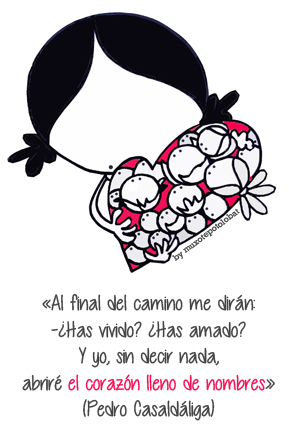 by muxotepotolobat
«Al final del camino me dirán:
-¿Has vivido? ¿Has amado?
Y yo, sin decir nada,
abriré el corazón lleno de nombres»
(Pedro Casaldáliga)